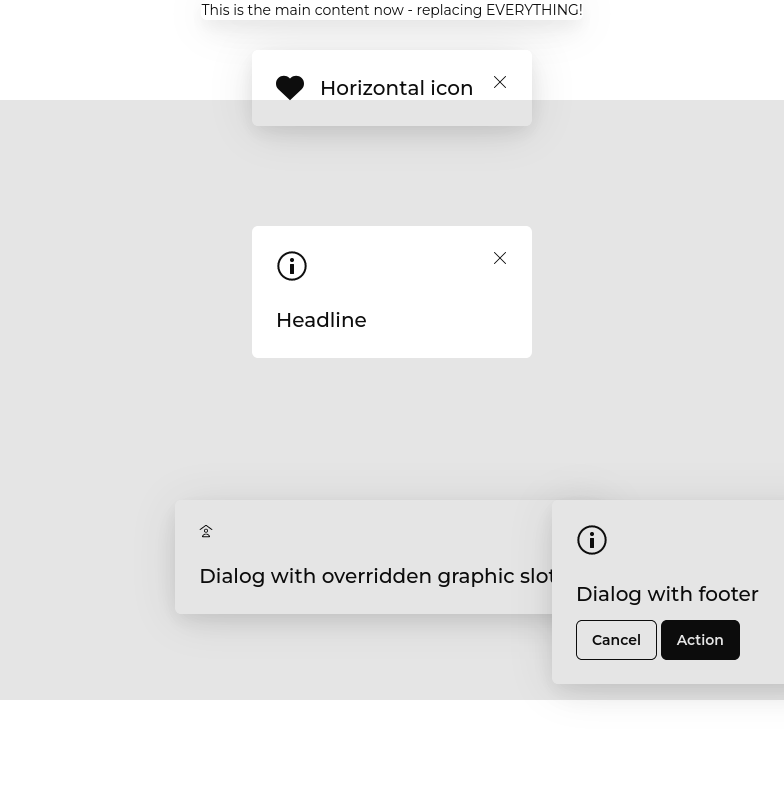 This is the main content now - replacing EVERYTHING!
Horizontal icon
Headline
Dialog with overridden graphic slot
Dialog with footer
Cancel
Action